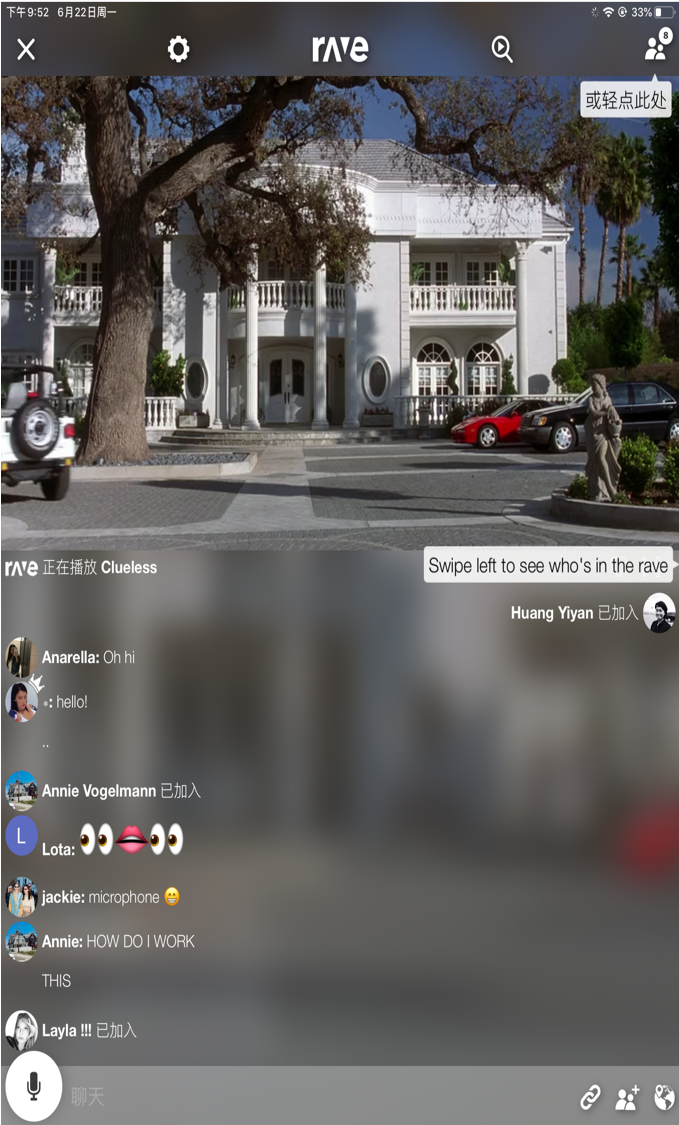 下午9:52 6月22日周一 33%
rave
8
或轻点此处
rave 正在播放 Clueless
Swipe left to see who's in the rave
Huang Yiyan 已加入
Anarella: Oh hi
*: hello!
..
Annie Vogelmann 已加入
L
Lota: 👀👄👀
jackie: microphone 😁
Annie: HOW DO I WORK
THIS
Layla !!! 已加入
聊天